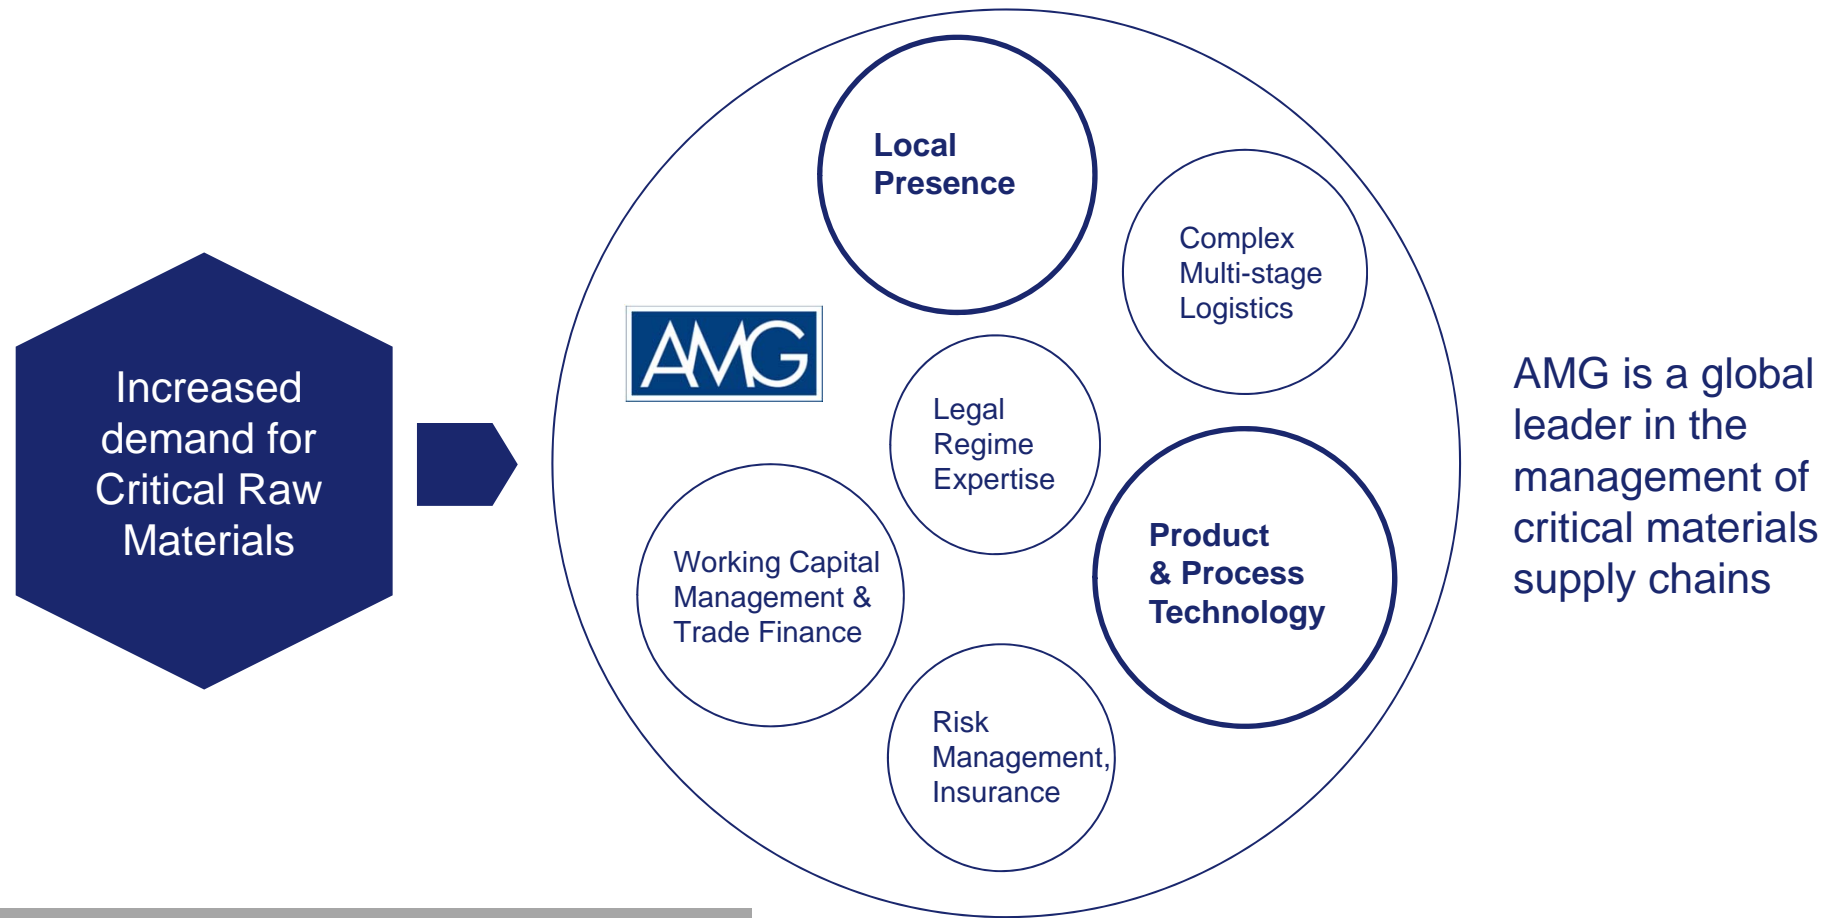 Increased
demand for
Critical Raw
Materials
AMG
Local
Presence
Complex
Multi-stage
Logistics
Legal
Regime
Expertise
Working Capital
Management &
Trade Finance
Product
& Process
Technology
Risk
Management,
Insurance
AMG is a global
leader in the
management of
critical materials
supply chains